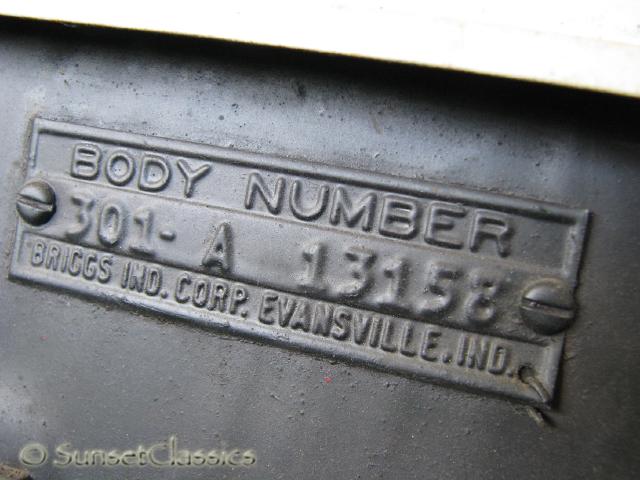 BODY NUMBER
301- A 13158
BRIGGS IND. CORP. EVANSVILLE. IND.
© SunsetClassics